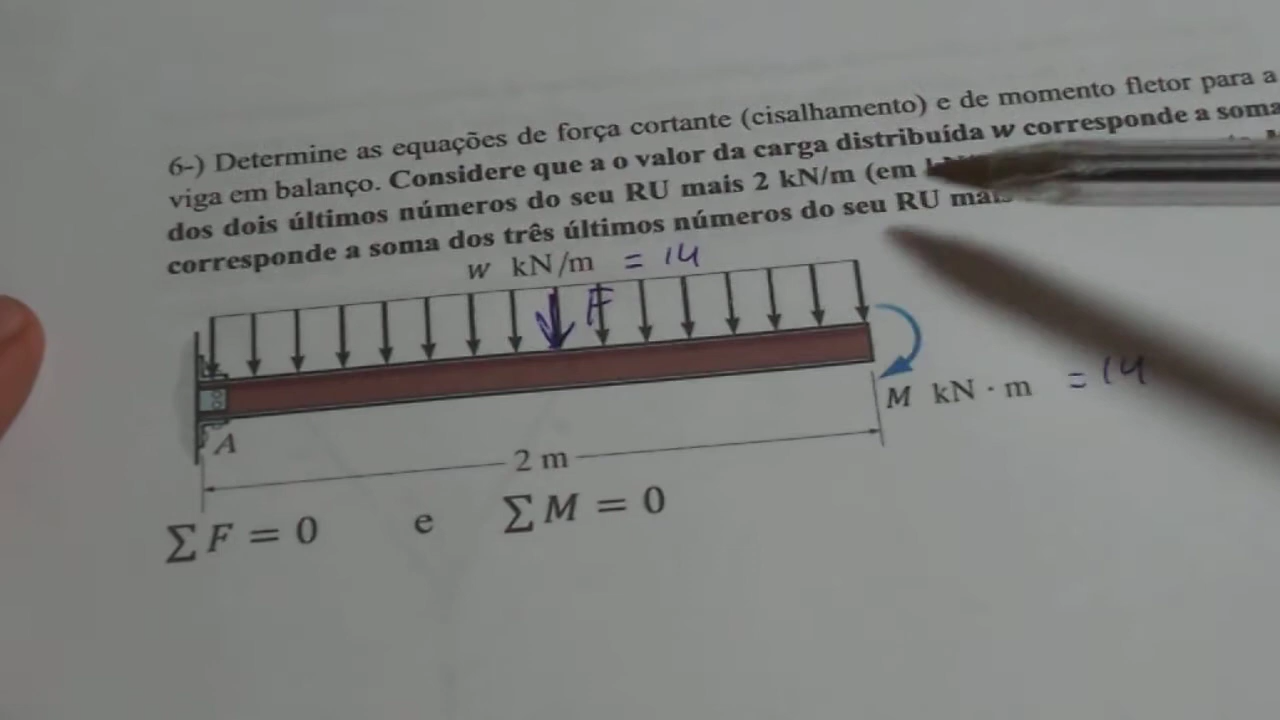 6-) Determine as equações de força cortante (cisalhamento) e de momento fletor para a
viga em balanço. Considere que a o valor da carga distribuída w corresponde a soma
dos dois últimos números do seu RU mais 2 kN/m (em
corresponde a soma dos três últimos números do seu RU mais
w kN/m = 14
F
M kN · m = 14
A
2 m
∑F = 0 e ∑M = 0